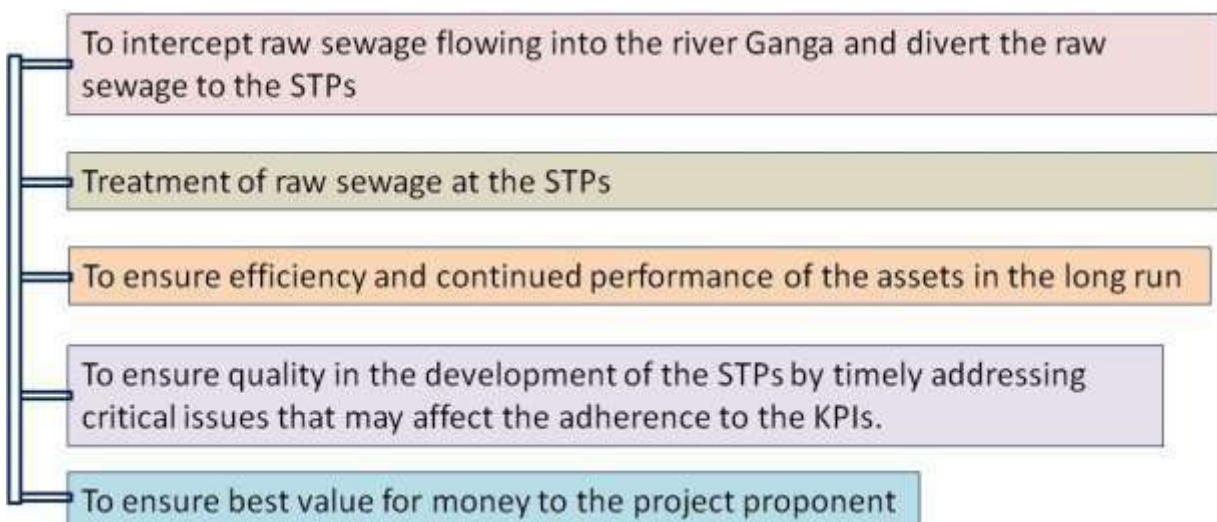 To intercept raw sewage flowing into the river Ganga and divert the raw
sewage to the STPs
Treatment of raw sewage at the STPs
To ensure efficiency and continued performance of the assets in the long run
To ensure quality in the development of the STPs by timely addressing
critical issues that may affect the adherence to the KPIs.
To ensure best value for money to the project proponent